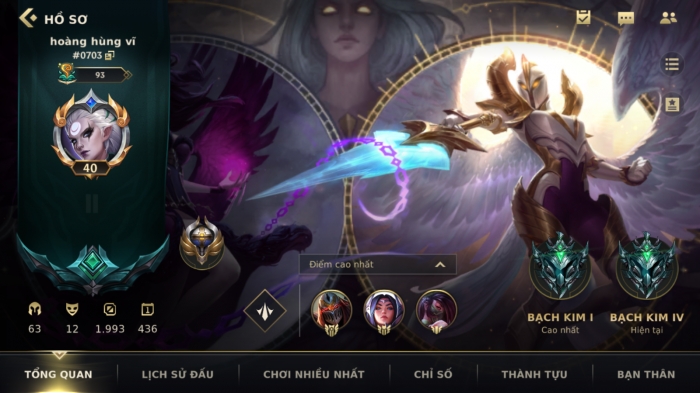 HỒ SƠ
hoàng hùng vĩ
#0703
93
40
63
12
1.993
436
Điểm cao nhất
BẠCH KIM I
Cao nhất
BẠCH KIM IV
Hiện tại
TỔNG QUAN
LỊCH SỬ ĐẤU
CHƠI NHIỀU NHẤT
CHỈ SỐ
THÀNH TỰU
BẠN THÂN